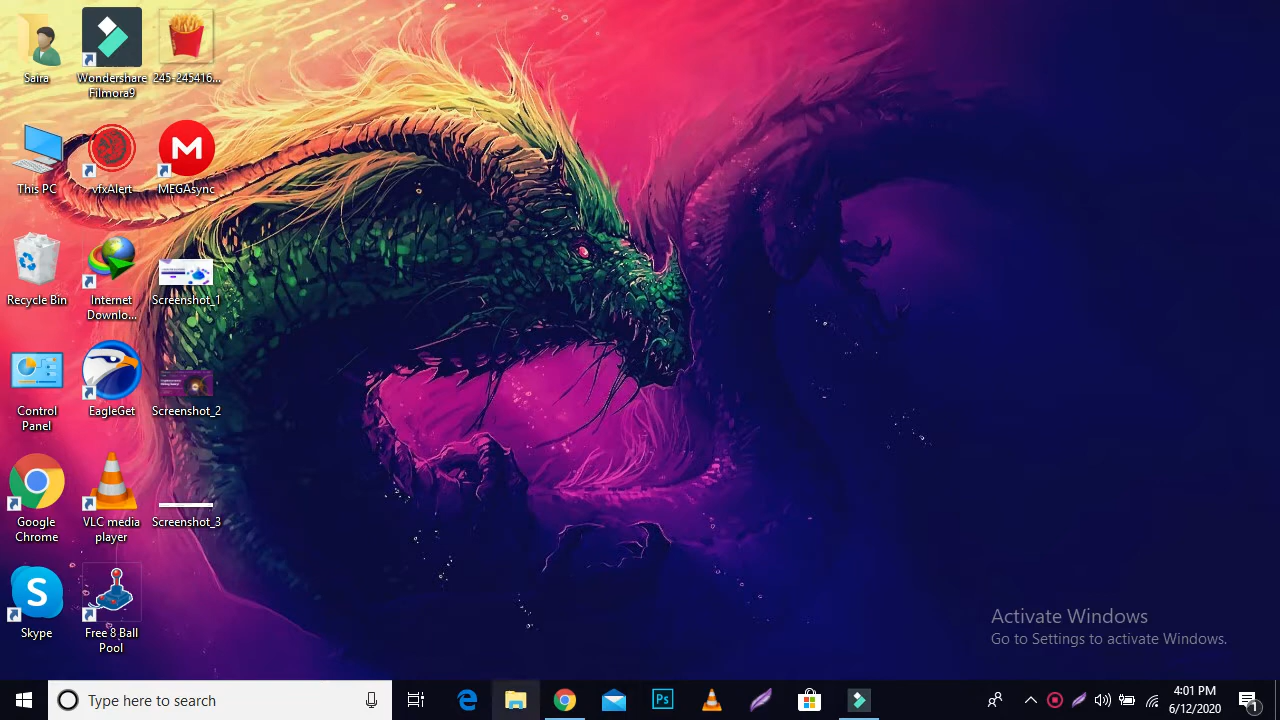 Saira
Wondershare
Filmora9
245-245416...
This PC
vfxAlert
MEGAsync
Recycle Bin
Internet
Downlo...
Screenshot_1
Control
Panel
EagleGet
Screenshot_2
Google
Chrome
VLC media
player
Screenshot_3
Skype
Free 8 Ball
Pool
Activate Windows
Go to Settings to activate Windows.
Type here to search
Ps
4:01 PM
6/12/2020
1